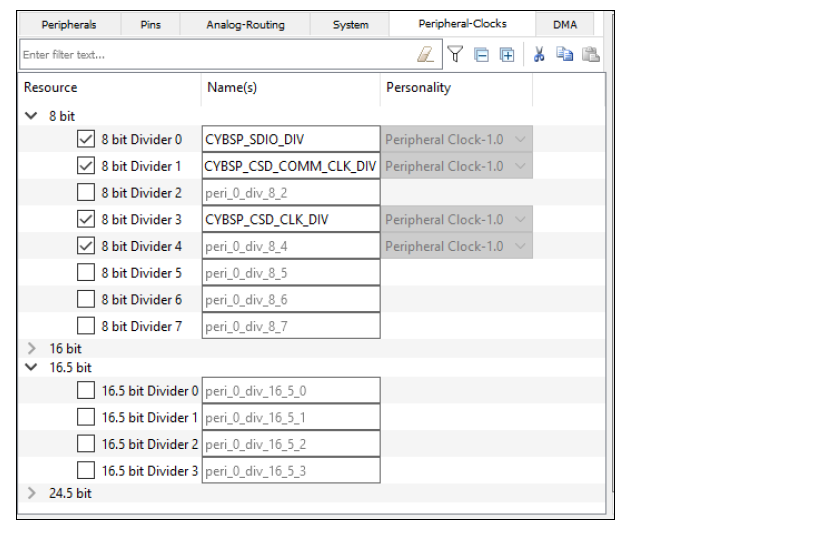 Peripherals Pins Analog-Routing System Peripheral-Clocks DMA
Enter filter text...
Resource Name(s) Personality
8 bit
8 bit Divider 0 CYBSP_SDIO_DIV Peripheral Clock-1.0
8 bit Divider 1 CYBSP_CSD_COMM_CLK_DIV Peripheral Clock-1.0
8 bit Divider 2 peri_0_div_8_2
8 bit Divider 3 CYBSP_CSD_CLK_DIV Peripheral Clock-1.0
8 bit Divider 4 peri_0_div_8_4 Peripheral Clock-1.0
8 bit Divider 5 peri_0_div_8_5
8 bit Divider 6 peri_0_div_8_6
8 bit Divider 7 peri_0_div_8_7
16 bit
16.5 bit
16.5 bit Divider 0 peri_0_div_16_5_0
16.5 bit Divider 1 peri_0_div_16_5_1
16.5 bit Divider 2 peri_0_div_16_5_2
16.5 bit Divider 3 peri_0_div_16_5_3
24.5 bit